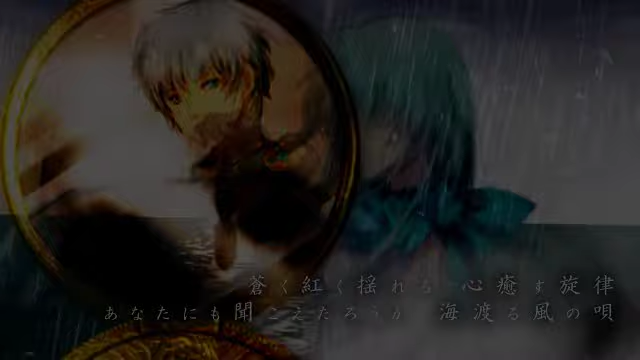 蒼く紅く揺れる 心癒す旋律
あなたにも聞こえたろうか 海渡る風の唄